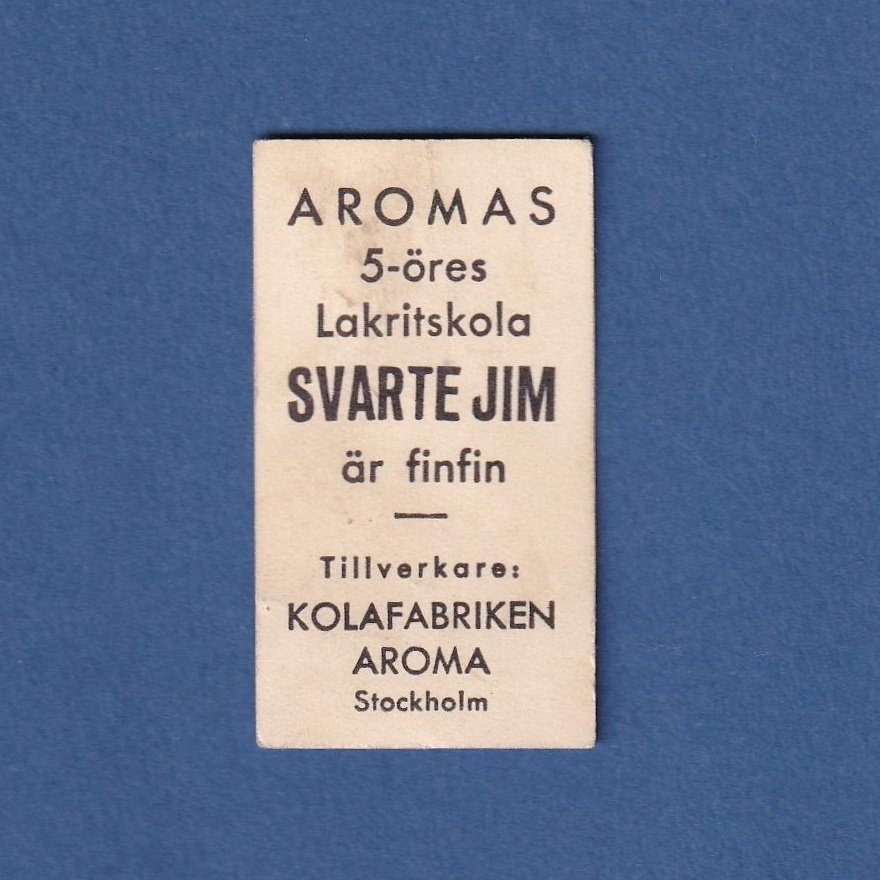 AROMAS
5-öres
Lakritskola
SVARTE JIM
är finfin
Tillverkare:
KOLAFABRIKEN
AROMA
Stockholm